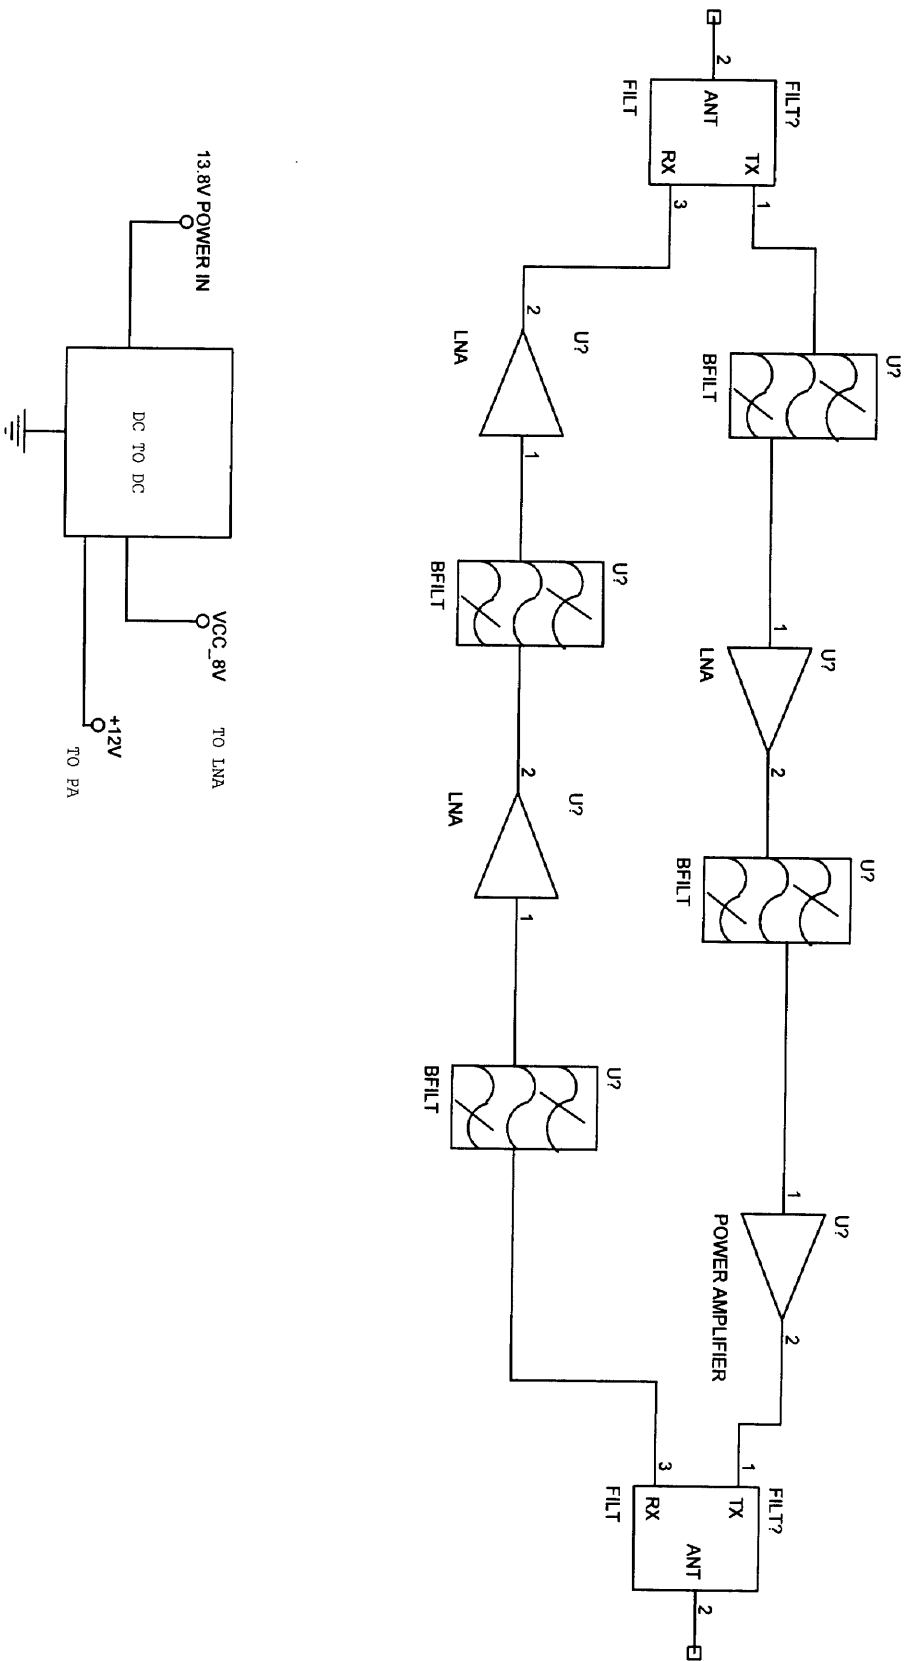 2
ANT
FILT?
FILT
TX
RX
1
3
U?
BFILT
1
U?
LNA
2
U?
BFILT
1
U?
POWER AMPLIFIER
2
1
FILT?
TX
RX
3
FILT
ANT
2
2
U?
LNA
1
U?
BFILT
2
U?
LNA
1
U?
BFILT
13.8V POWER IN
DC TO DC
VCC_8V
TO LNA
+12V
TO PA